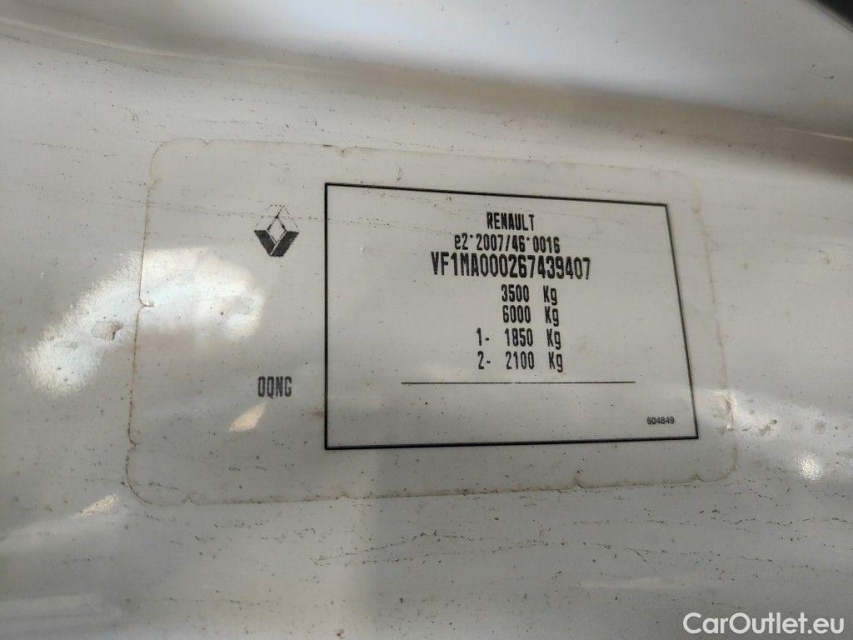 RENAULT
e2*2007/46*0016
VF1MA000267439407
3500 Kg
6000 Kg
1- 1850 Kg
2- 2100 Kg
OQNG
604849
CarOutlet.eu